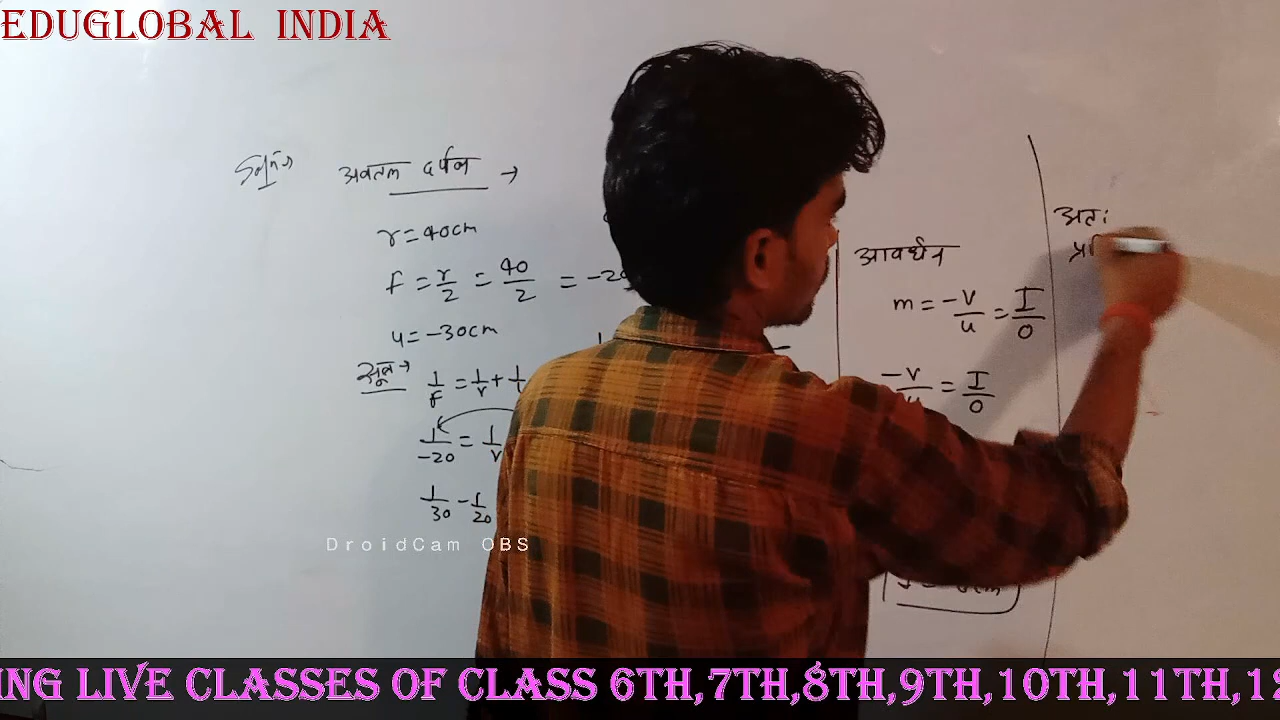 EDUGLOBAL INDIA
अवतल दर्पण →
r = 40cm
f = r/2 = 40/2 = -20
u = -30cm
सूत्र →
1/f = 1/v + 1/
1/-20 = 1/v
1/30 - 1/20
आवर्धन
m = -v/u = I/O
-v/u = I/O
अतः
DroidCam OBS
ING LIVE CLASSES OF CLASS 6TH,7TH,8TH,9TH,10TH,11TH,12